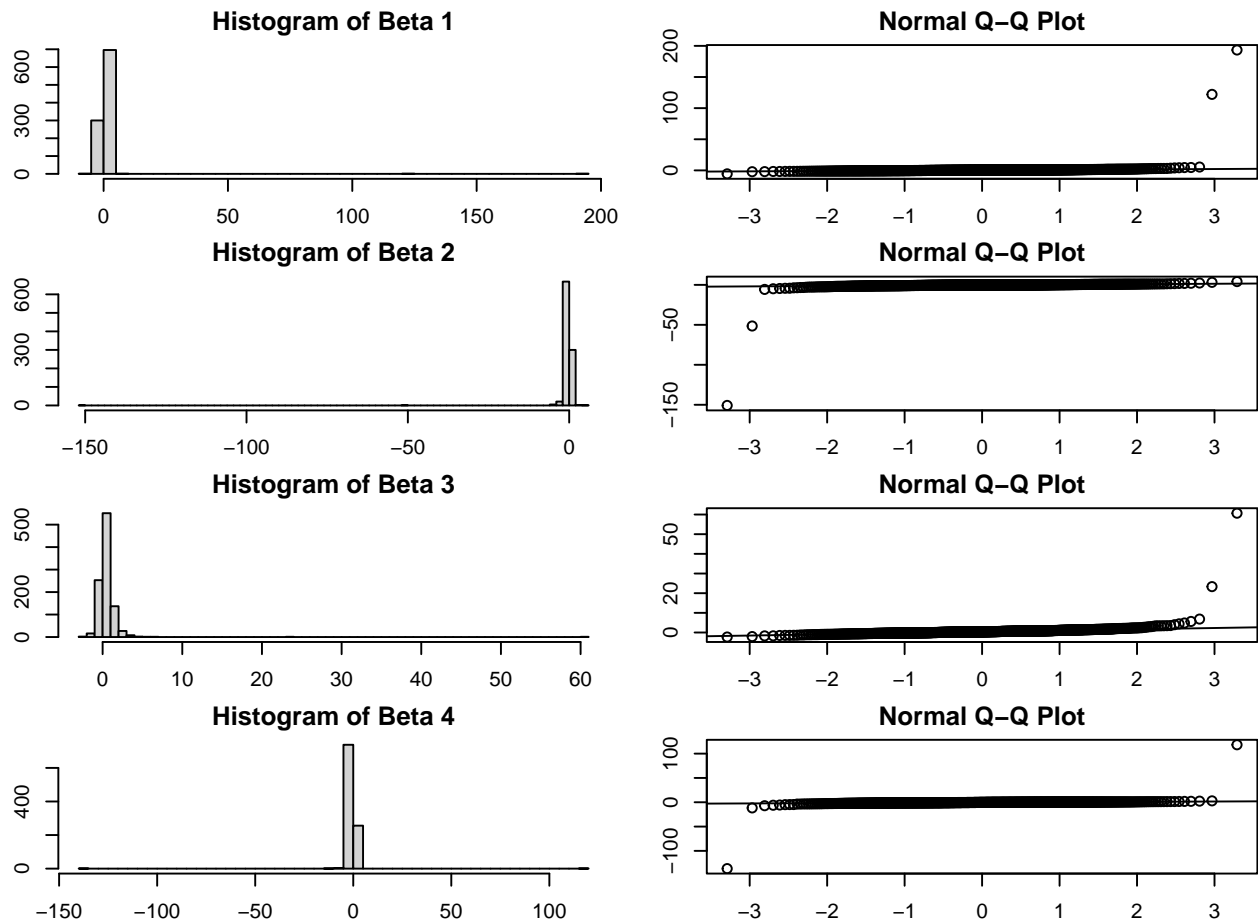 Histogram of Beta 1
Normal Q−Q Plot
0 300 600
0 50 100 150 200
0 100 200
−3 −2 −1 0 1 2 3
Histogram of Beta 2
Normal Q−Q Plot
0 300 600
−150 −100 −50 0
−150 −50
−3 −2 −1 0 1 2 3
Histogram of Beta 3
Normal Q−Q Plot
0 200 500
0 10 20 30 40 50 60
0 20 50
−3 −2 −1 0 1 2 3
Histogram of Beta 4
Normal Q−Q Plot
0 400
−150 −100 −50 0 50 100
−100 0 100
−3 −2 −1 0 1 2 3